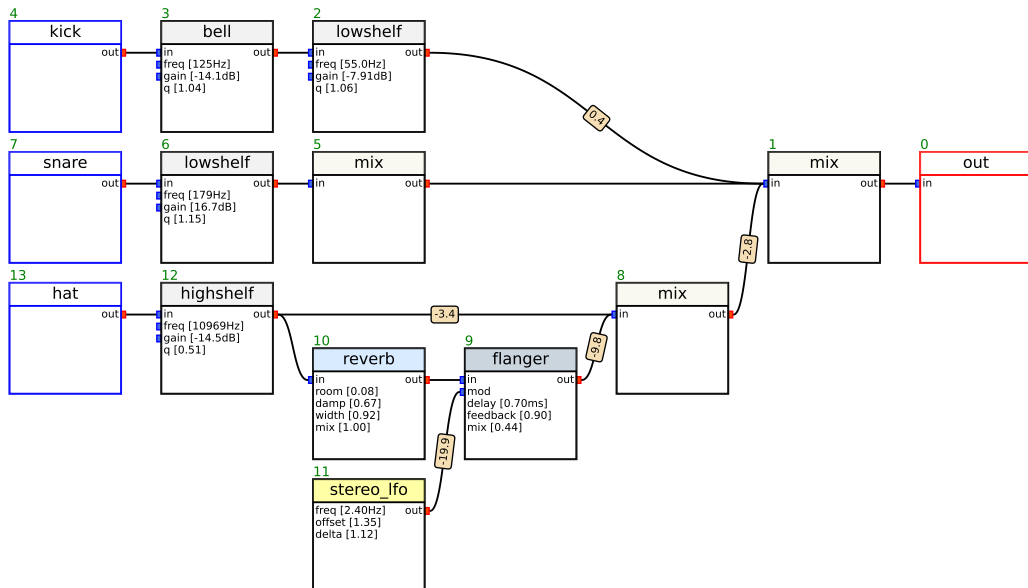 4
kick
out
3
bell
in out
freq [125Hz]
gain [-14.1dB]
q [1.04]
2
lowshelf
in out
freq [55.0Hz]
gain [-7.91dB]
q [1.06]
0.4
7
snare
out
6
lowshelf
in out
freq [179Hz]
gain [16.7dB]
q [1.15]
5
mix
in out
1
mix
in out
0
out
in
-2.8
13
hat
out
12
highshelf
in out
freq [10969Hz]
gain [-14.5dB]
q [0.51]
-3.4
8
mix
in out
10
reverb
in out
room [0.08]
damp [0.67]
width [0.92]
mix [1.00]
9
flanger
in out
mod
delay [0.70ms]
feedback [0.90]
mix [0.44]
-9.8
-19.9
11
stereo_lfo
freq [2.40Hz] out
offset [1.35]
delta [1.12]